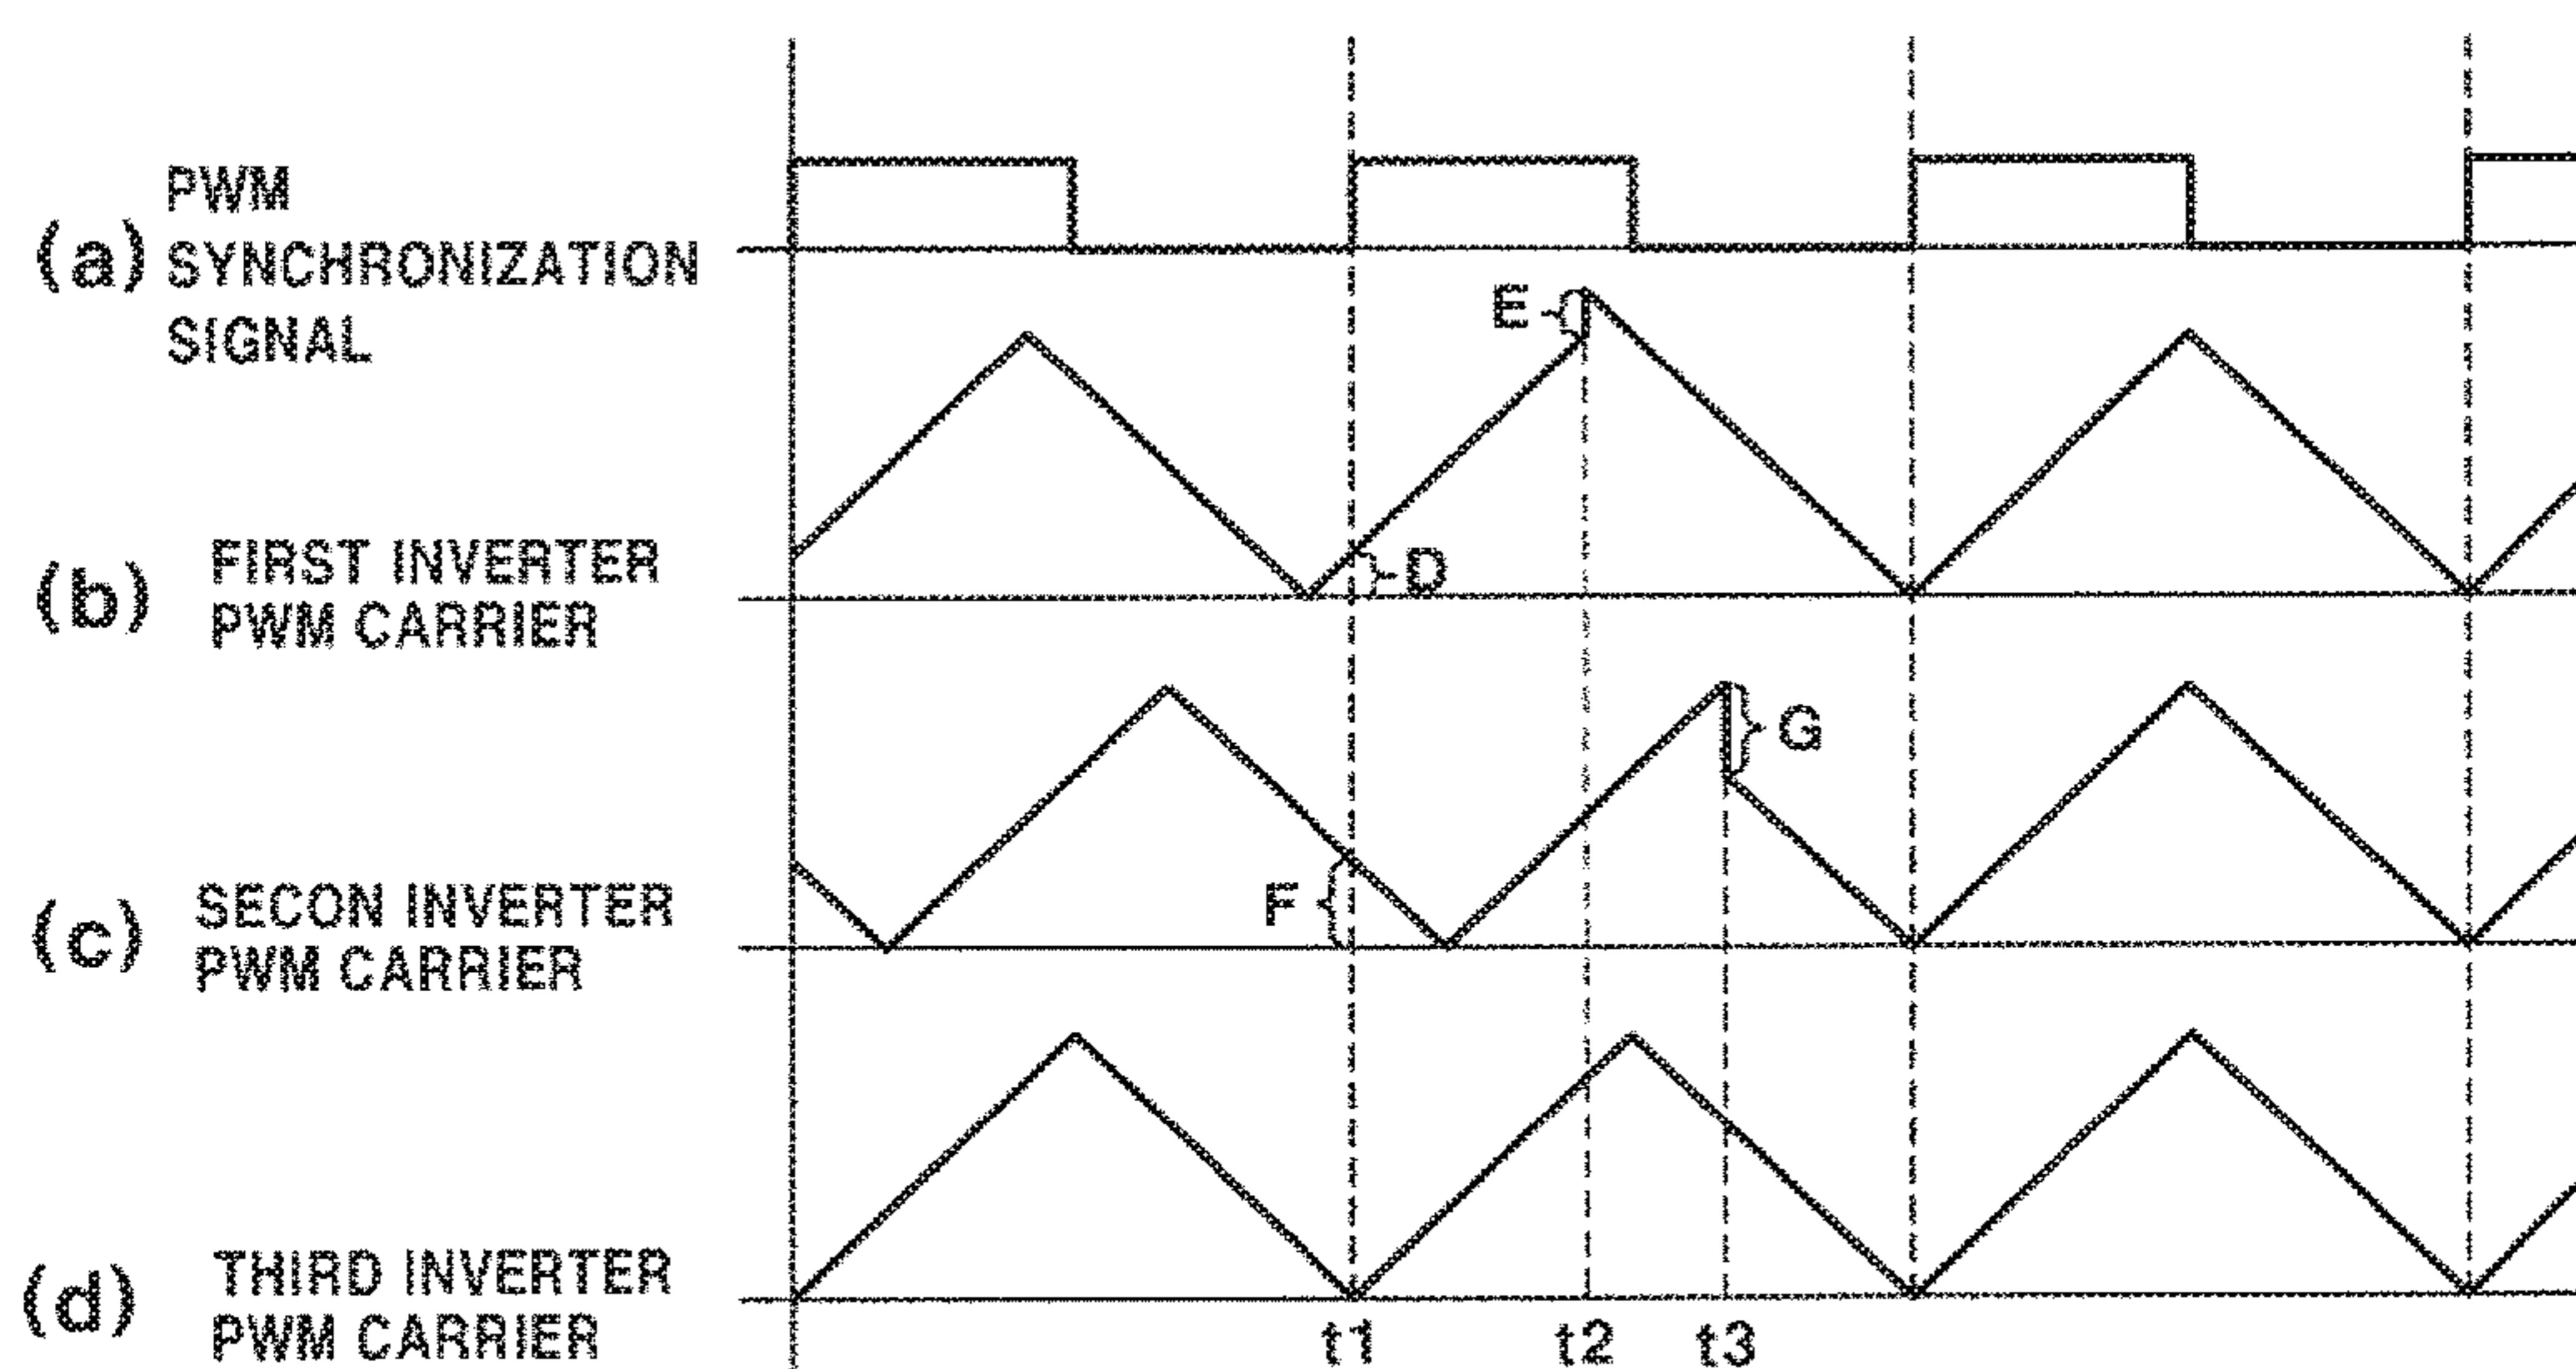 (a) PWM
SYNCHRONIZATION
SIGNAL
E
(b) FIRST INVERTER
PWM CARRIER
D
(c) SECON INVERTER
PWM CARRIER
F
G
(d) THIRD INVERTER
PWM CARRIER
t1 t2 t3